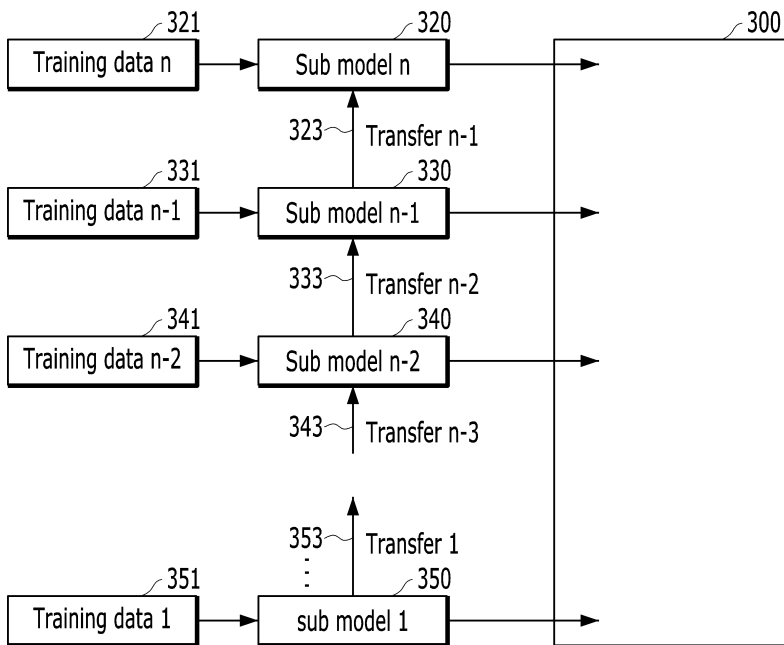 321
320
300
Training data n
Sub model n
323
Transfer n-1
331
330
Training data n-1
Sub model n-1
333
Transfer n-2
341
340
Training data n-2
Sub model n-2
343
Transfer n-3
353
Transfer 1
351
350
Training data 1
sub model 1